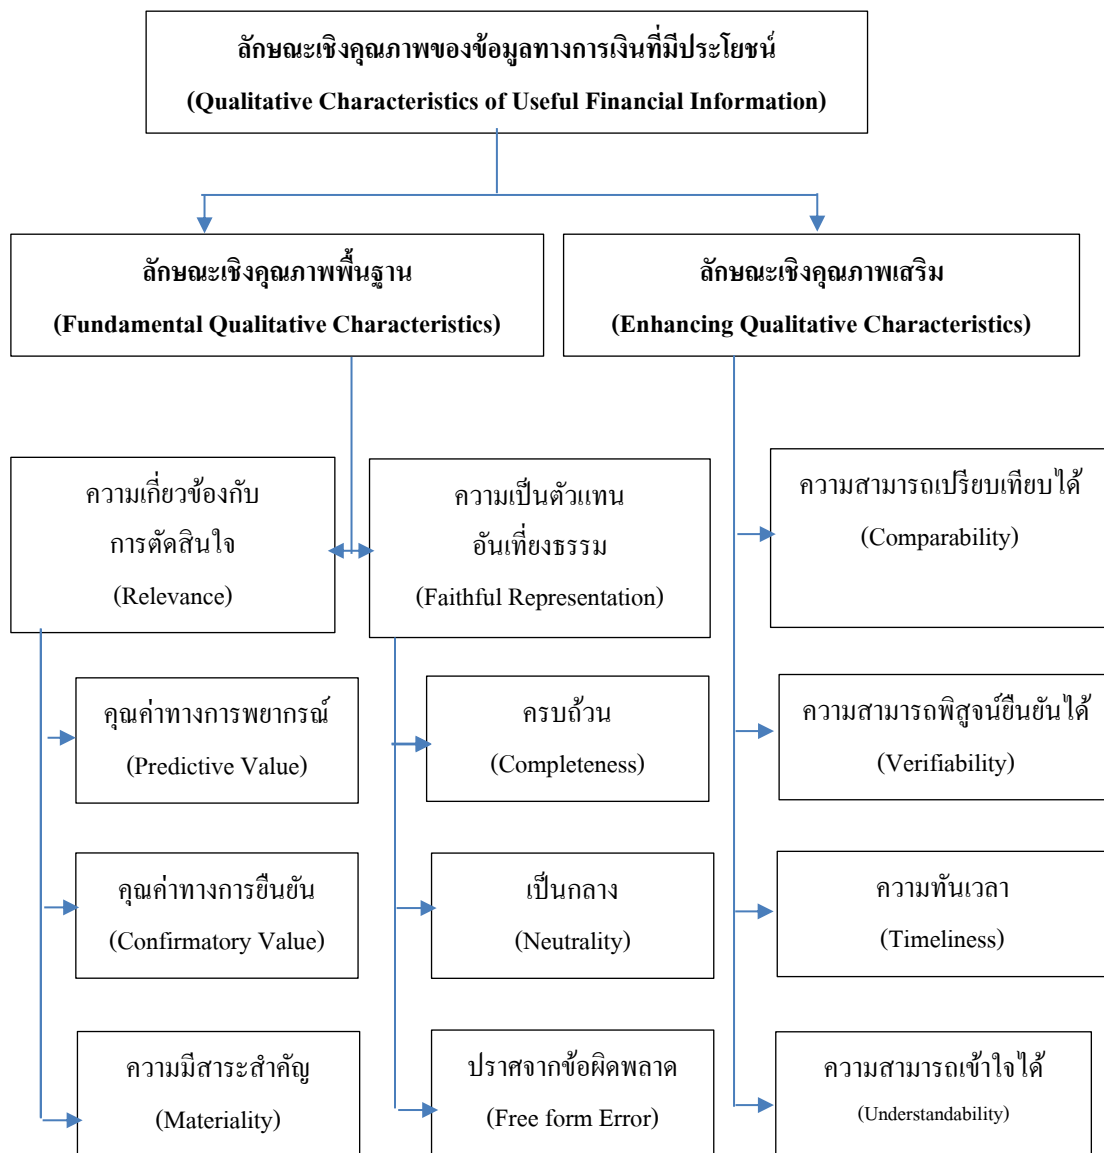 ลักษณะเชิงคุณภาพของข้อมูลทางการเงินที่มีประโยชน์
(Qualitative Characteristics of Useful Financial Information)
ลักษณะเชิงคุณภาพพื้นฐาน
(Fundamental Qualitative Characteristics)
ลักษณะเชิงคุณภาพเสริม
(Enhancing Qualitative Characteristics)
ความเกี่ยวข้องกับ
การตัดสินใจ
(Relevance)
ความเป็นตัวแทน
อันเที่ยงธรรม
(Faithful Representation)
ความสามารถเปรียบเทียบได้
(Comparability)
คุณค่าทางการพยากรณ์
(Predictive Value)
ครบถ้วน
(Completeness)
ความสามารถพิสูจน์ยืนยันได้
(Verifiability)
คุณค่าทางการยืนยัน
(Confirmatory Value)
เป็นกลาง
(Neutrality)
ความทันเวลา
(Timeliness)
ความมีสาระสำคัญ
(Materiality)
ปราศจากข้อผิดพลาด
(Free form Error)
ความสามารถเข้าใจได้
(Understandability)